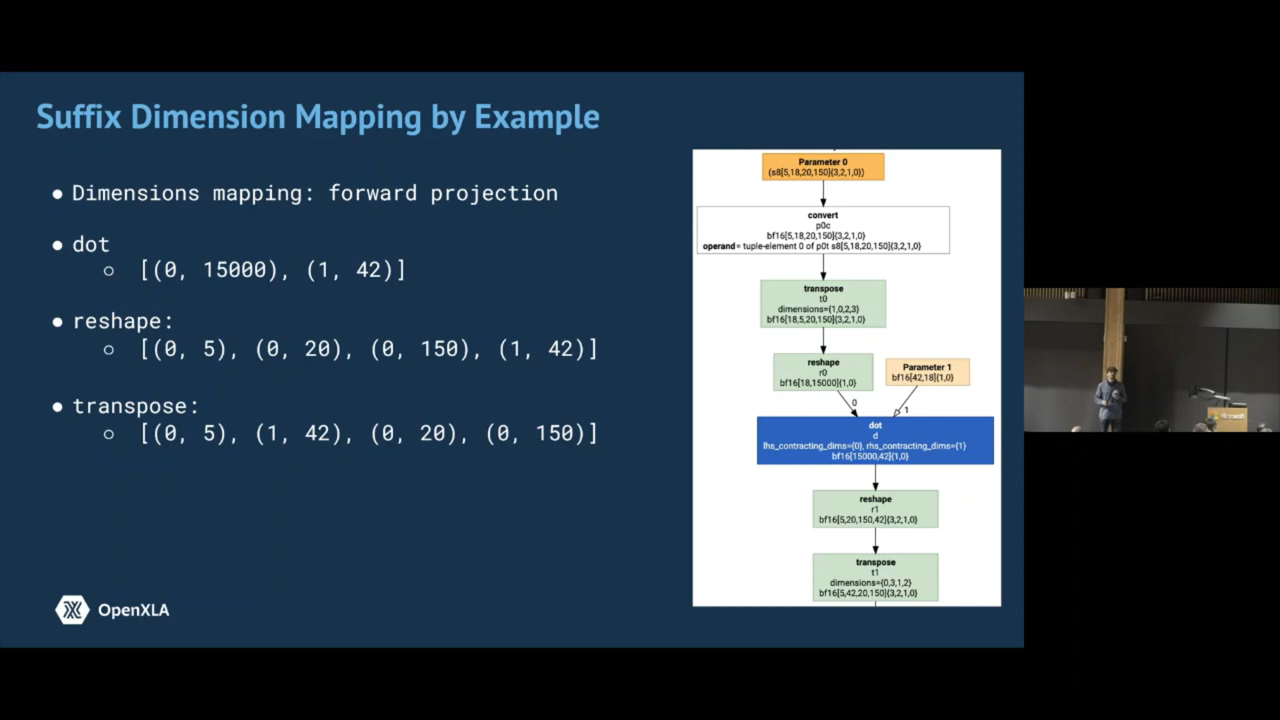 Suffix Dimension Mapping by Example
● Dimensions mapping: forward projection
● dot
○ [(0, 15000), (1, 42)]
● reshape:
○ [(0, 5), (0, 20), (0, 150), (1, 42)]
● transpose:
○ [(0, 5), (1, 42), (0, 20), (0, 150)]
OpenXLA
Parameter 0
(s8[5,18,20,150]{3,2,1,0})
convert
p0c
bf16[5,18,20,150]{3,2,1,0}
operand = tuple-element 0 of p0t s8[5,18,20,150]{3,2,1,0}
transpose
t0
dimensions={1,0,2,3}
bf16[18,5,20,150]{3,2,1,0}
reshape
r0
bf16[18,15000]{1,0}
Parameter 1
bf16[42,18]{1,0}
0
1
dot
d
lhs_contracting_dims={0}, rhs_contracting_dims={1}
bf16[15000,42]{1,0}
reshape
r1
bf16[5,20,150,42]{3,2,1,0}
transpose
t1
dimensions={0,3,1,2}
bf16[5,42,20,150]{3,2,1,0}
Microsoft